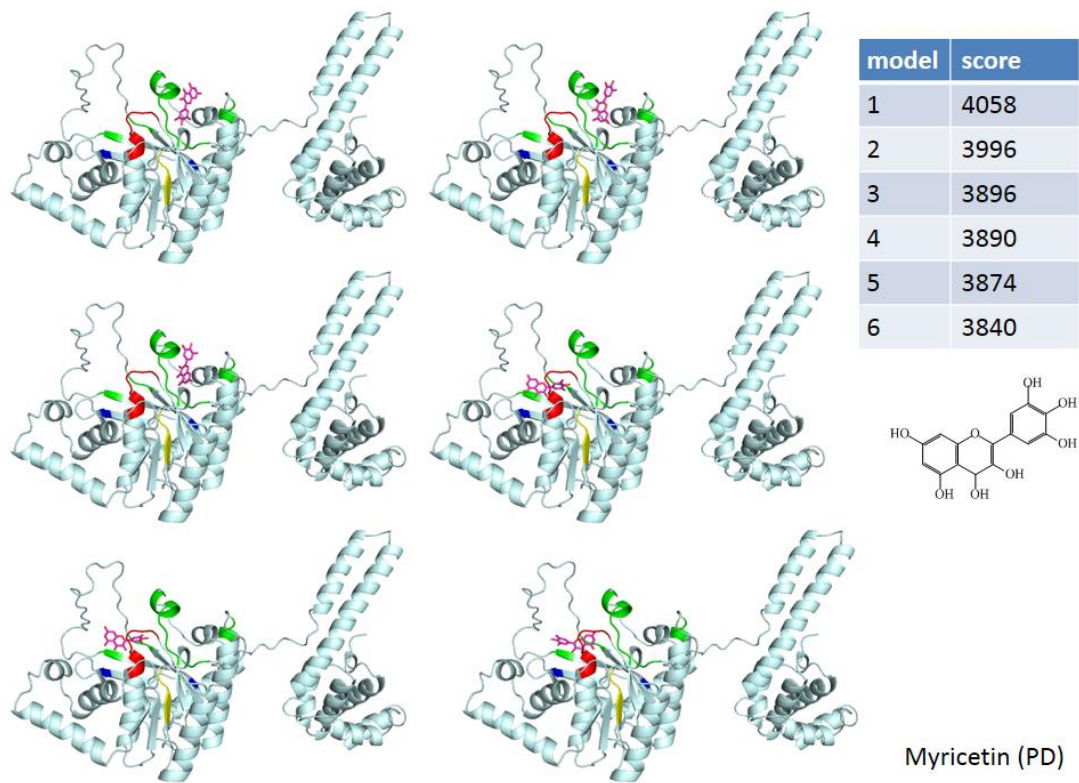 model score
1 4058
2 3996
3 3896
4 3890
5 3874
6 3840
OH
OH
HO O
OH
OH
OH OH
Myricetin (PD)